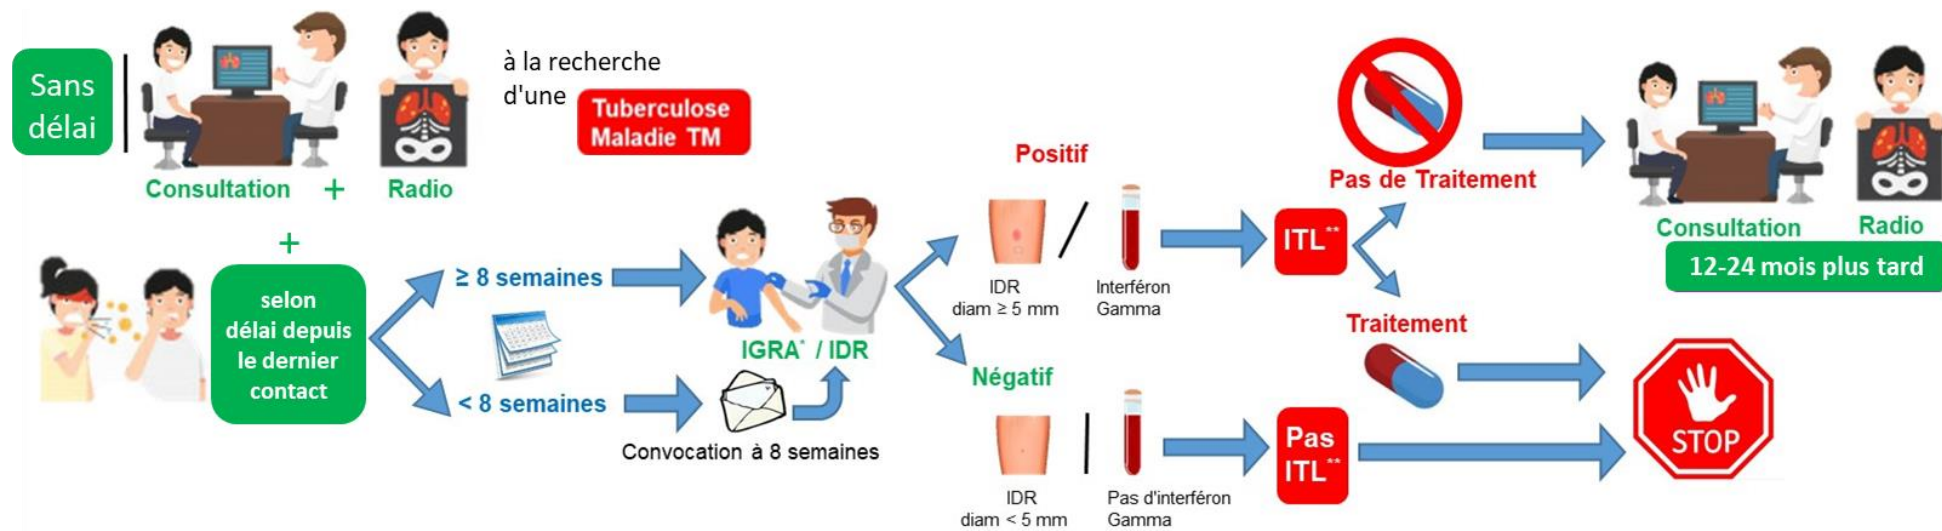 Sans
délai
Consultation + Radio
à la recherche
d'une
Tuberculose
Maladie TM
+
selon
délai depuis
le dernier
contact
≥ 8 semaines
< 8 semaines
Convocation à 8 semaines
IGRA* / IDR
Positif
IDR
diam ≥ 5 mm
Interféron
Gamma
Négatif
IDR
diam < 5 mm
Pas d'interféron
Gamma
ITL**
Pas
ITL**
Pas de Traitement
Traitement
Consultation Radio
12-24 mois plus tard
STOP